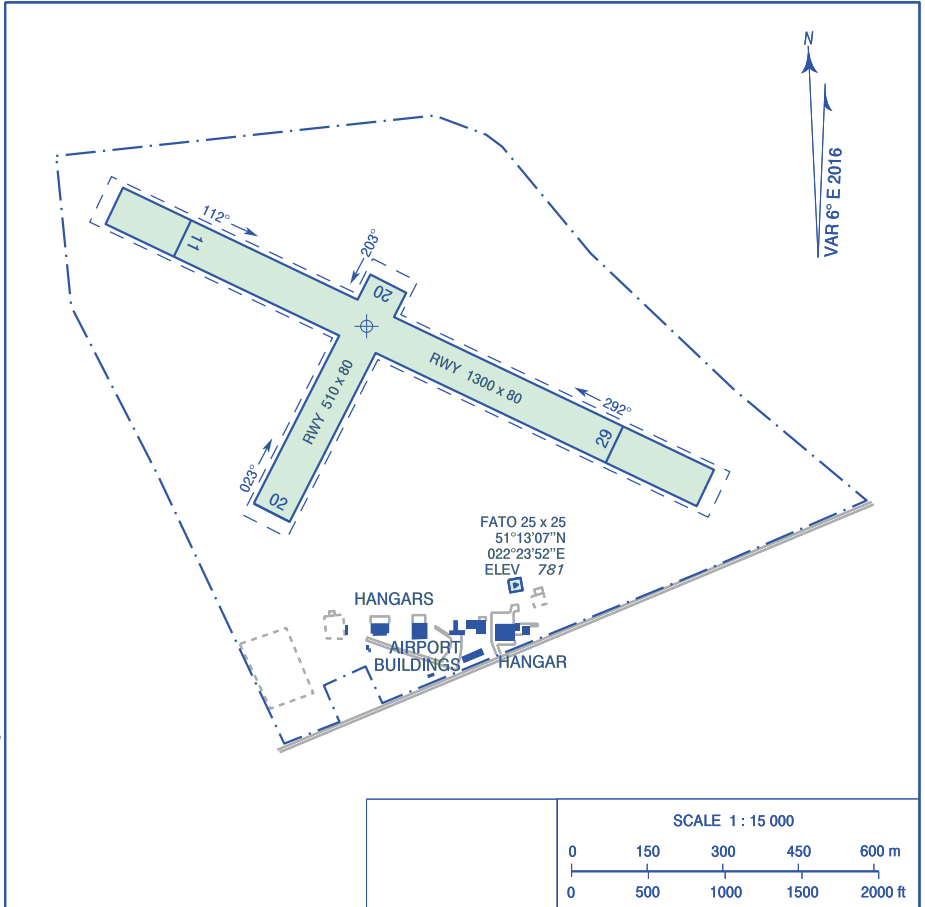 N
VAR 6° E 2016
112°
11
203°
20
RWY 510 x 80
RWY 1300 x 80
292°
29
023°
02
FATO 25 x 25
51°13'07"N
022°23'52"E
ELEV 781
HANGARS
AIRPORT
BUILDINGS
HANGAR
SCALE 1 : 15 000
0 150 300 450 600 m
0 500 1000 1500 2000 ft